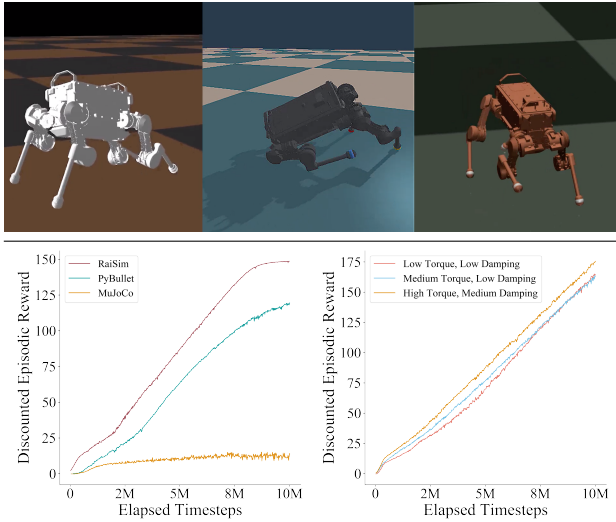 RaiSim
PyBullet
MuJoCo
150
125
100
75
50
25
0
Discounted Episodic Reward
0
2M
5M
8M
10M
Elapsed Timesteps
Low Torque, Low Damping
Medium Torque, Low Damping
High Torque, Medium Damping
175
150
125
100
75
50
25
0
Discounted Episodic Reward
0
2M
5M
8M
10M
Elapsed Timesteps